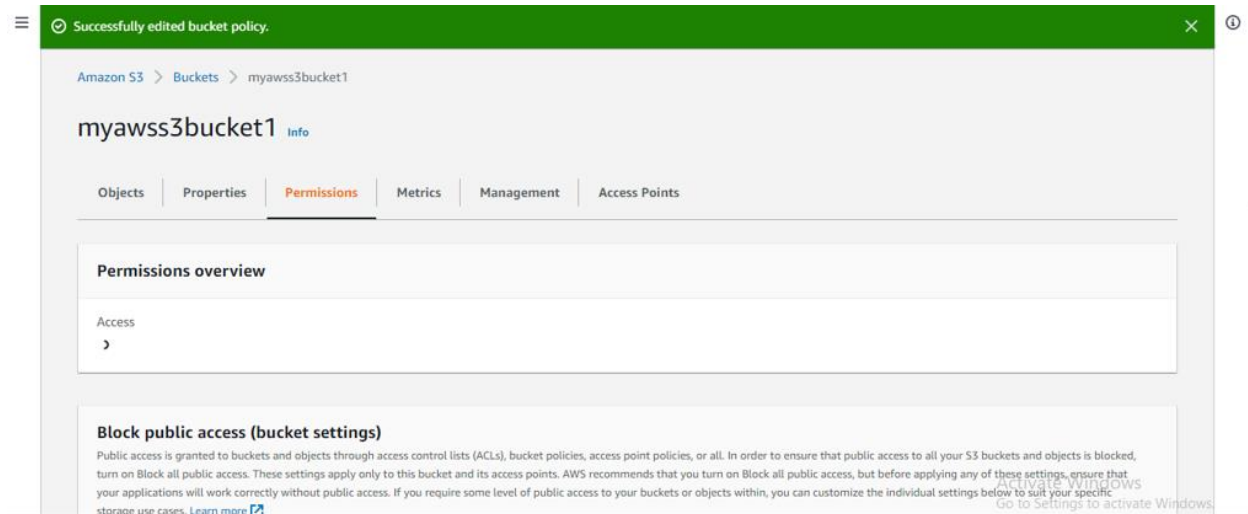 Successfully edited bucket policy.
Amazon S3 > Buckets > myawss3bucket1
myawss3bucket1 Info
Objects Properties Permissions Metrics Management Access Points
Permissions overview
Access
Block public access (bucket settings)
Public access is granted to buckets and objects through access control lists (ACLs), bucket policies, access point policies, or all. In order to ensure that public access to all your S3 buckets and objects is blocked,
turn on Block all public access. These settings apply only to this bucket and its access points. AWS recommends that you turn on Block all public access, but before applying any of these settings, ensure that
your applications will work correctly without public access. If you require some level of public access to your buckets or objects within, you can customize the individual settings below to suit your specific
storage use cases. Learn more
Activate Windows
Go to Settings to activate Windows.